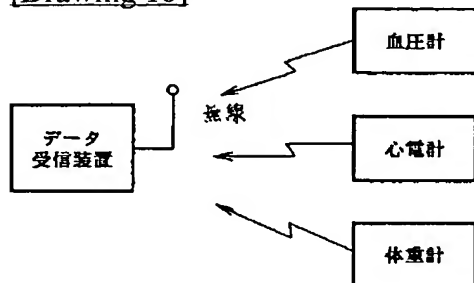 [Drawing 10]
血圧計
無線
データ
受信装置
心電計
体重計